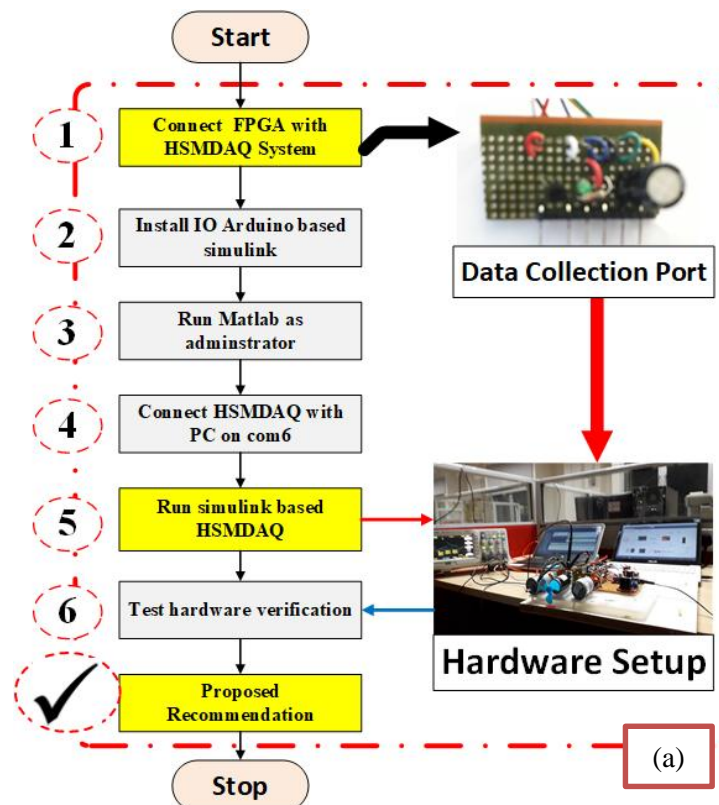 Start
1
Connect FPGA with
HSMDAQ System
2
Install IO Arduino based
simulink
Data Collection Port
3
Run Matlab as
adminstrator
4
Connect HSMDAQ with
PC on com6
5
Run simulink based
HSMDAQ
6
Test hardware verification
Hardware Setup
Proposed
Recommendation
(a)
Stop